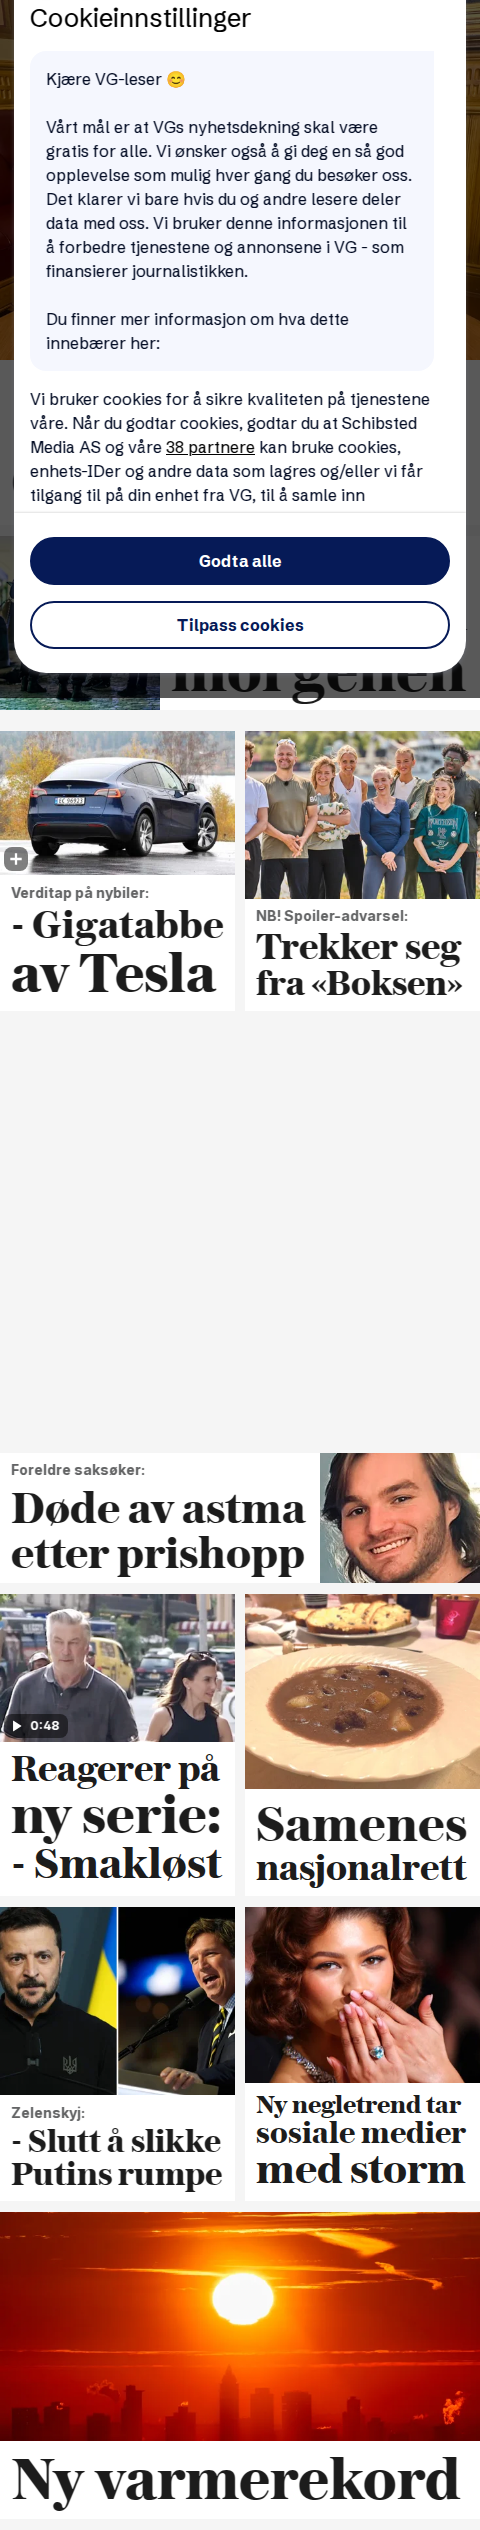 Cookieinnstillinger
Kjære VG-leser 😊
Vårt mål er at VGs nyhetsdekning skal være
gratis for alle. Vi ønsker også å gi deg en så god
opplevelse som mulig hver gang du besøker oss.
Det klarer vi bare hvis du og andre lesere deler
data med oss. Vi bruker denne informasjonen til
å forbedre tjenestene og annonsene i VG - som
finansierer journalistikken.
Du finner mer informasjon om hva dette
innebærer her:
Vi bruker cookies for å sikre kvaliteten på tjenestene
våre. Når du godtar cookies, godtar du at Schibsted
Media AS og våre 38 partnere kan bruke cookies,
enhets-IDer og andre data som lagres og/eller vi får
tilgang til på din enhet fra VG, til å samle inn
Godta alle
Tilpass cookies
morgenen
Verditap på nybiler:
- Gigatabbe
av Tesla
NB! Spoiler-advarsel:
Trekker seg
fra «Boksen»
Foreldre saksøker:
Døde av astma
etter prishopp
0:48
Reagerer på
ny serie:
- Smakløst
Samenes
nasjonalrett
Zelenskyj:
- Slutt å slikke
Putins rumpe
Ny negletrend tar
sosiale medier
med storm
Ny varmerekord